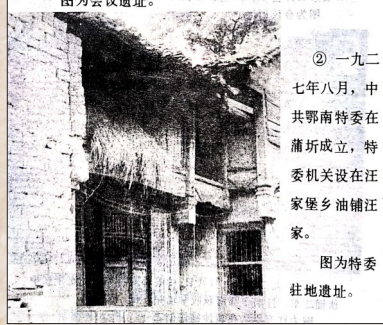 图为会议遗址。
② 一九二
七年八月，中
共鄂南特委在
蒲圻成立，特
委机关设在汪
家堡乡油铺汪
家。
图为特委
驻地遗址。